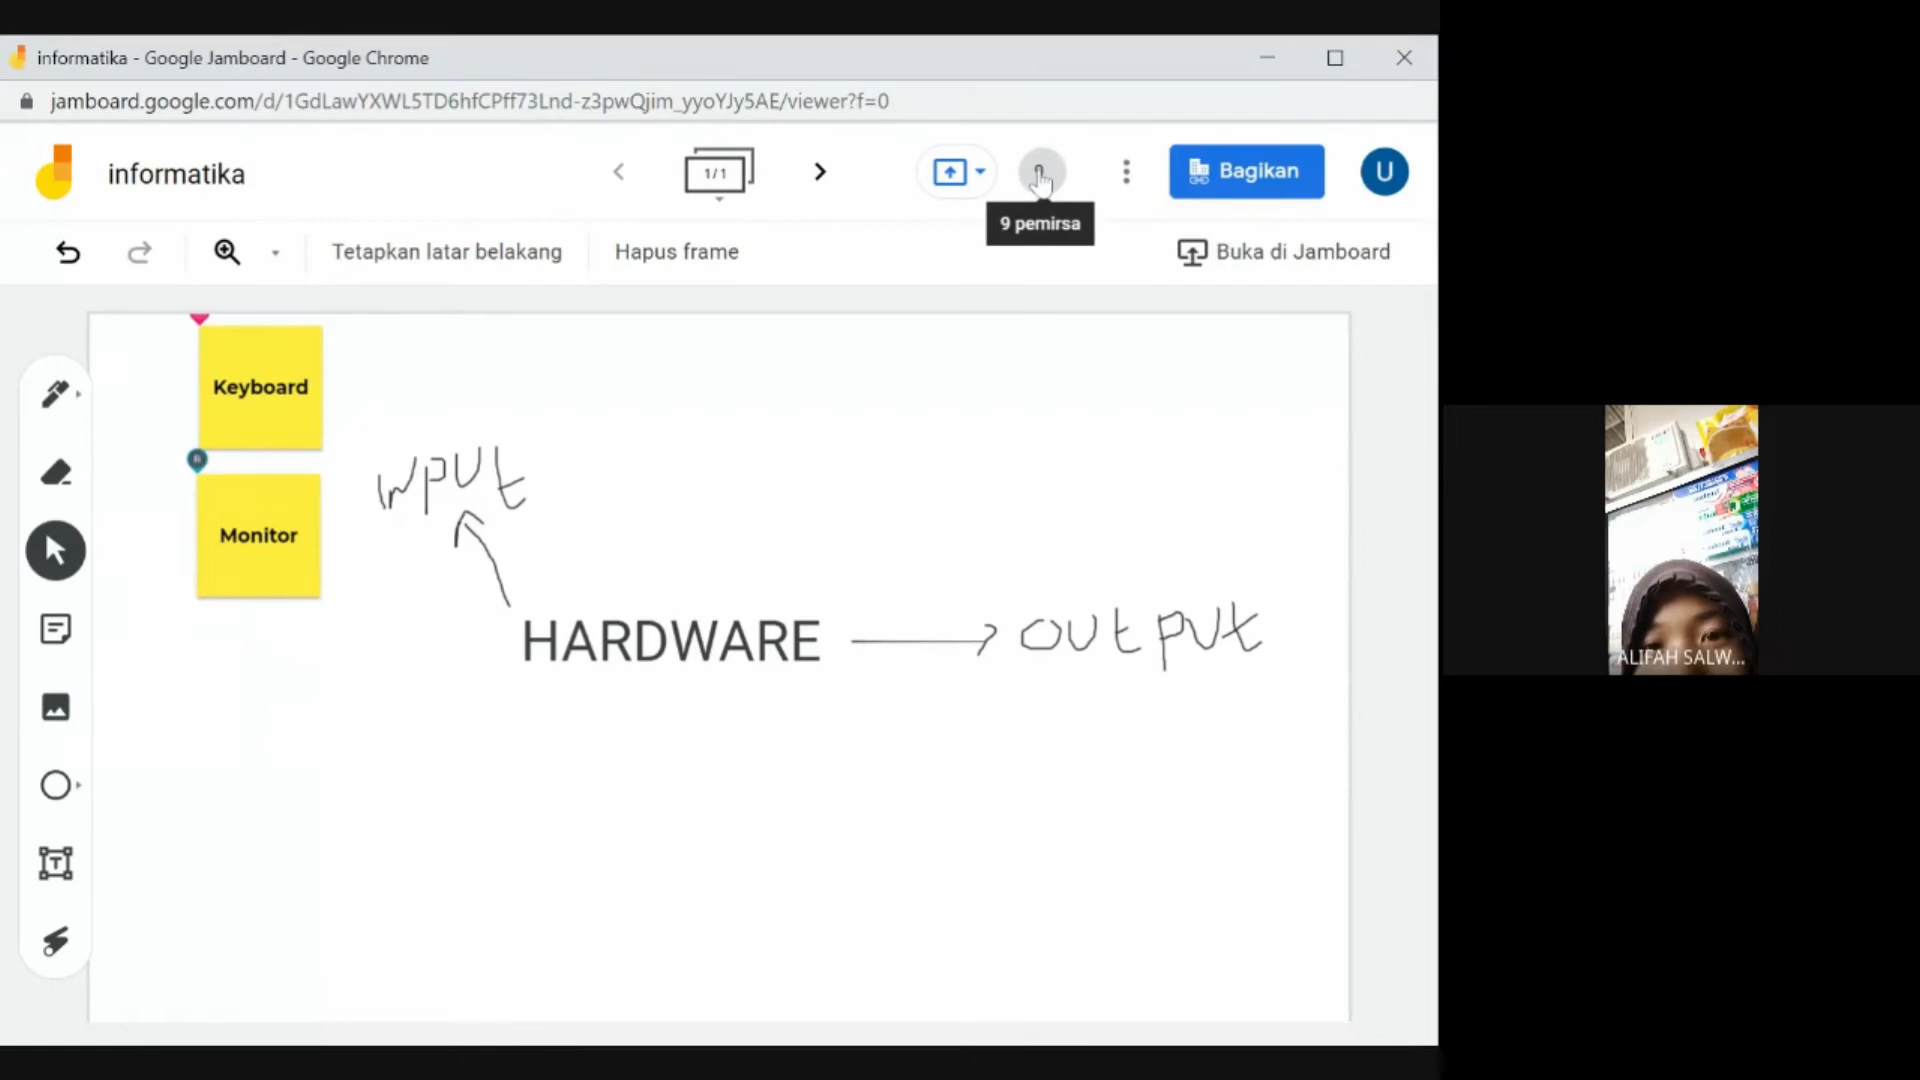 informatika - Google Jamboard - Google Chrome
jamboard.google.com/d/1GdLawYXWL5TD6hfCPff73Lnd-z3pwQjim_yyoYJy5AE/viewer?f=0
informatika
1/1
Bagikan
U
9 pemirsa
Tetapkan latar belakang
Hapus frame
Buka di Jamboard
Keyboard
Monitor
INPUT
HARDWARE
OUTPUT
ALIFAH SALW...